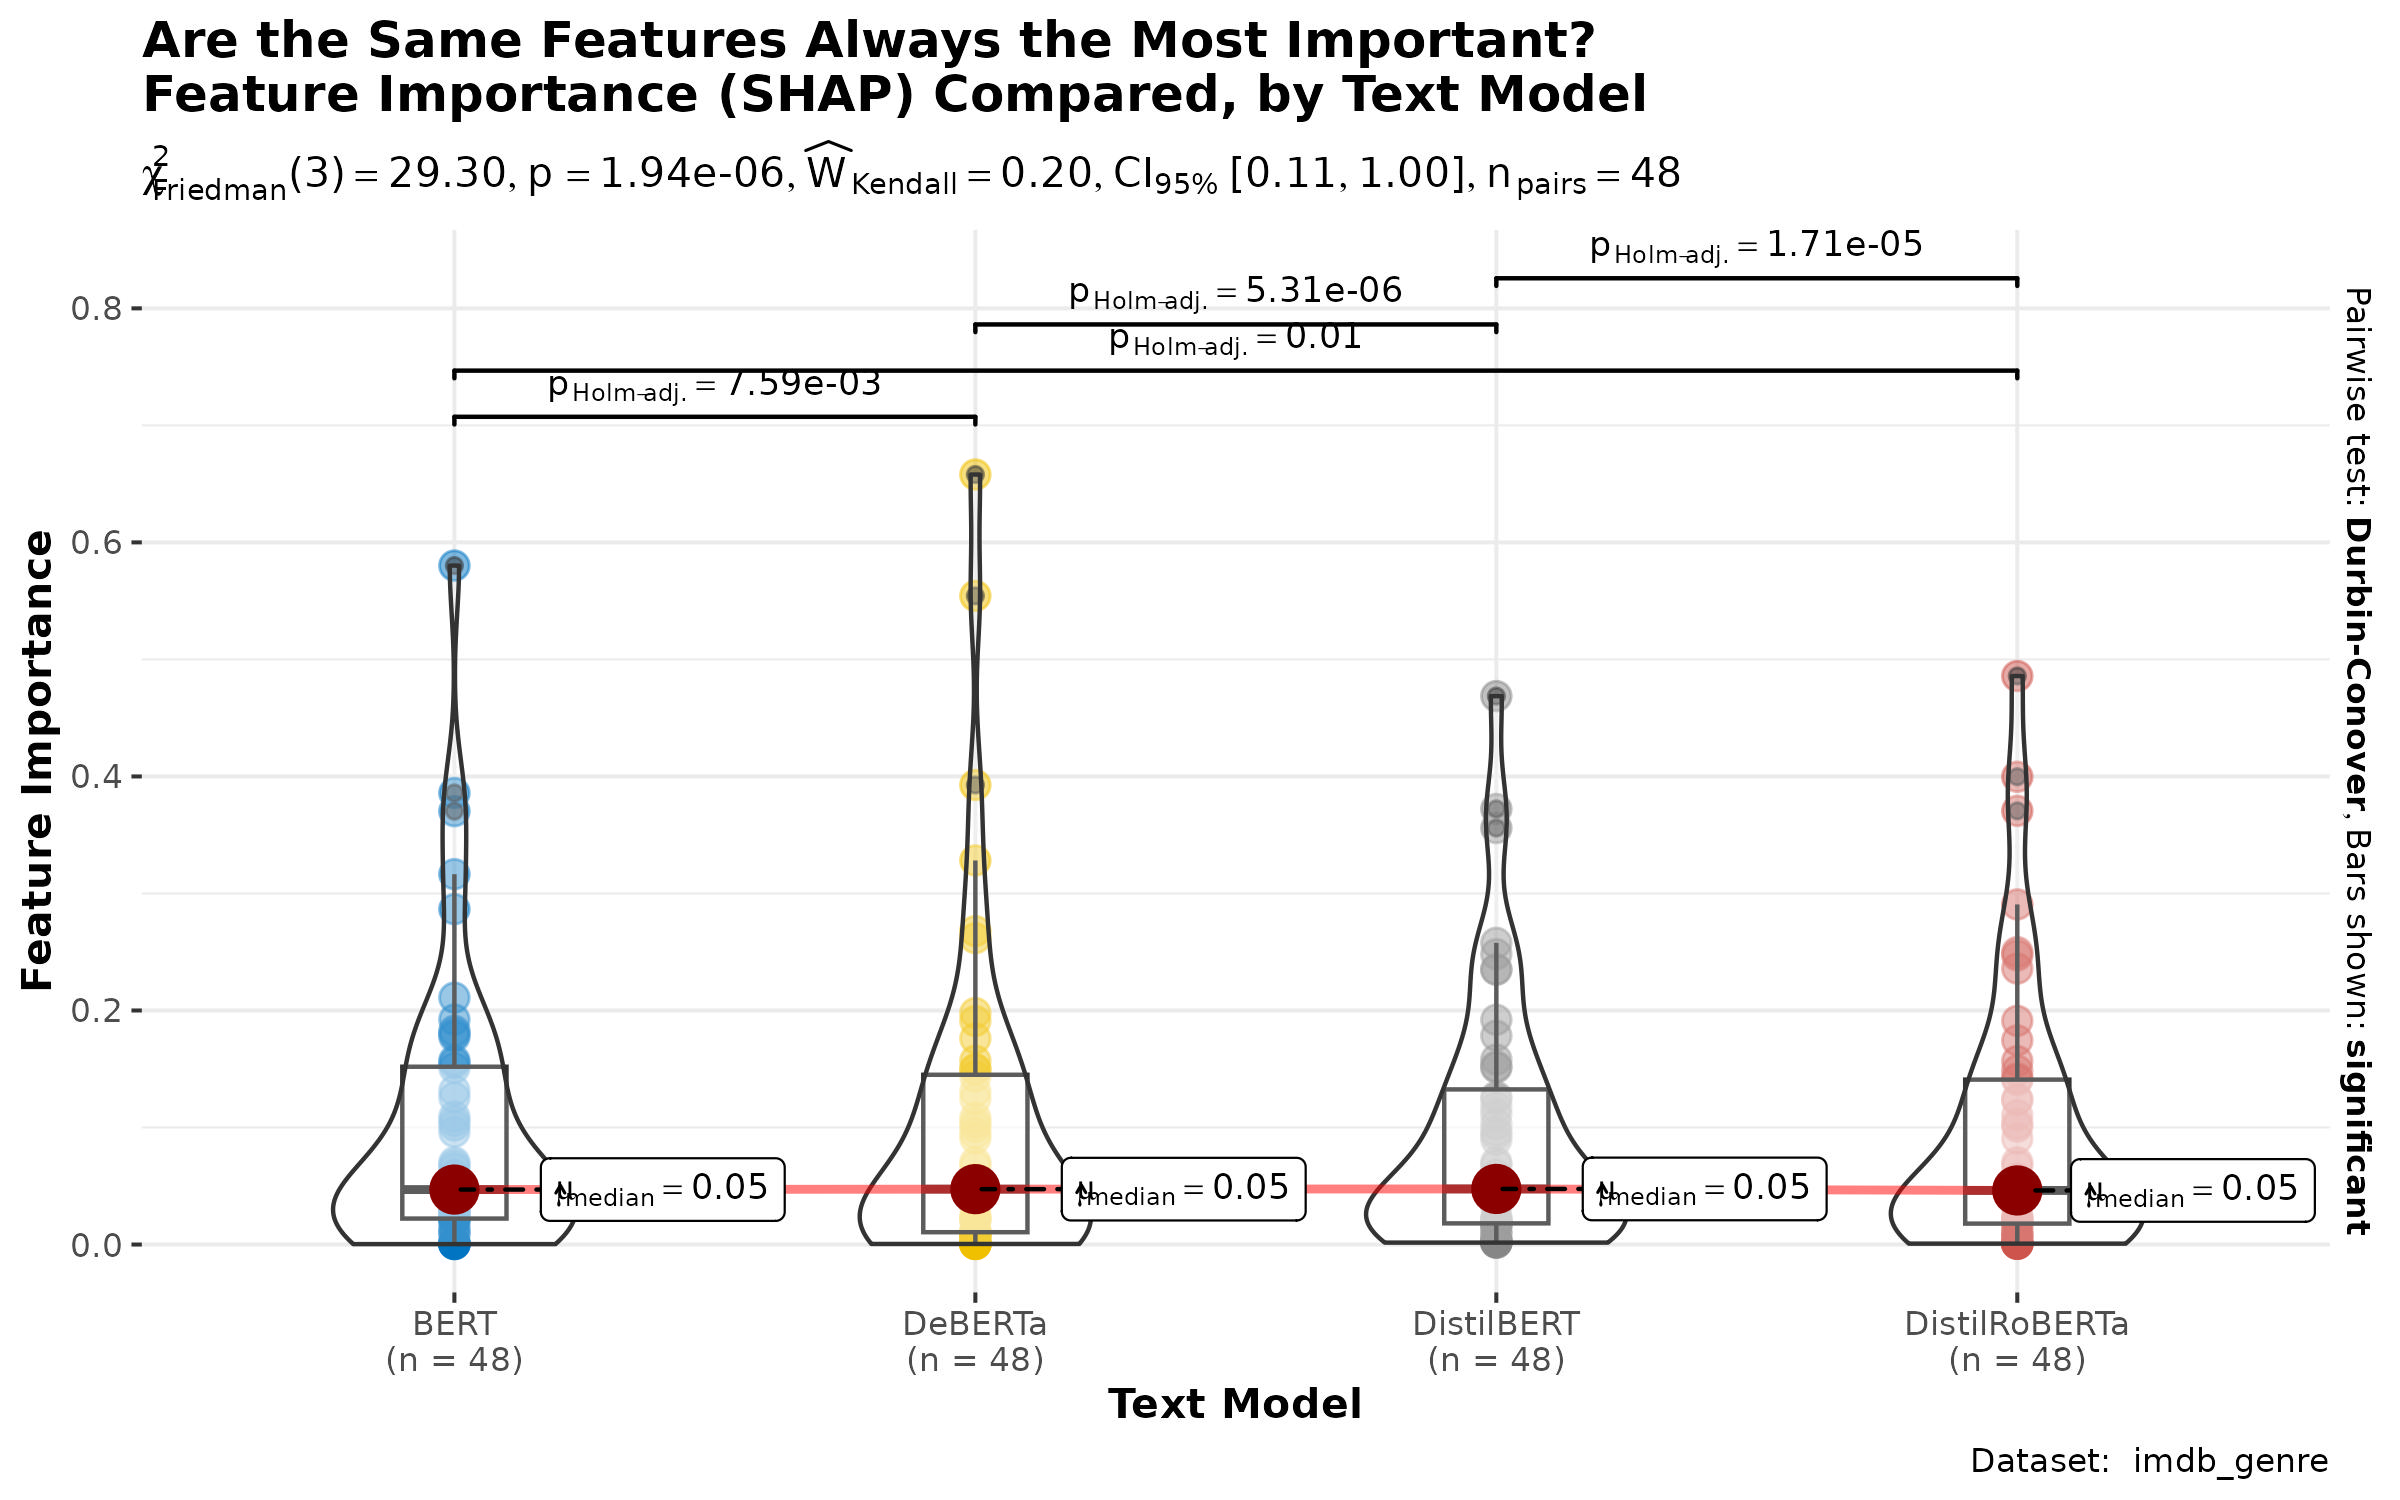 Are the Same Features Always the Most Important?
Feature Importance (SHAP) Compared, by Text Model
χ²Friedman(3) = 29.30, p = 1.94e-06, ŴKendall = 0.20, CI95% [0.11, 1.00], npairs = 48
pHolm-adj. = 1.71e-05
pHolm-adj. = 5.31e-06
pHolm-adj. = 0.01
pHolm-adj. = 7.59e-03
0.8
0.6
0.4
0.2
0.0
Feature Importance
μ̂median = 0.05
μ̂median = 0.05
μ̂median = 0.05
μ̂median = 0.05
Pairwise test: Durbin-Conover, Bars shown: significant
BERT
(n = 48)
DeBERTa
(n = 48)
DistilBERT
(n = 48)
DistilRoBERTa
(n = 48)
Text Model
Dataset: imdb_genre